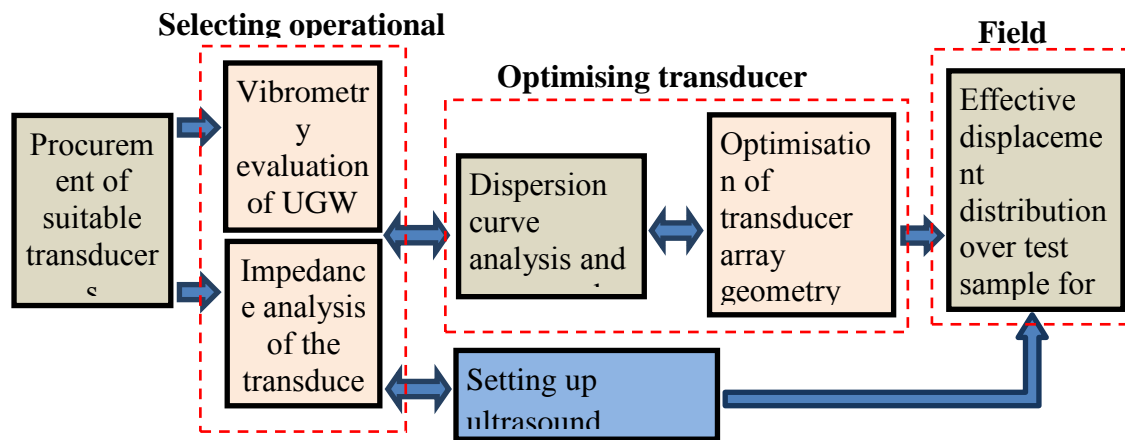 Selecting operational
Field
Optimising transducer
Procurem
ent of
suitable
transducer
s
Vibrometr
y
evaluation
of UGW
Impedanc
e analysis
of the
transduce
Dispersion
curve
analysis and
Optimisatio
n of
transducer
array
geometry
Effective
displaceme
nt
distribution
over test
sample for
Setting up
ultrasound